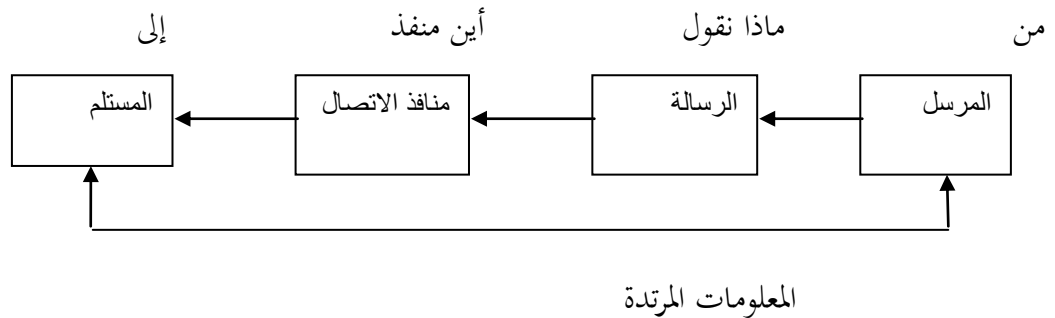 من ماذا نقول أين منفذ إلى
المرسل الرسالة منافذ الاتصال المستلم
المعلومات المرتدة